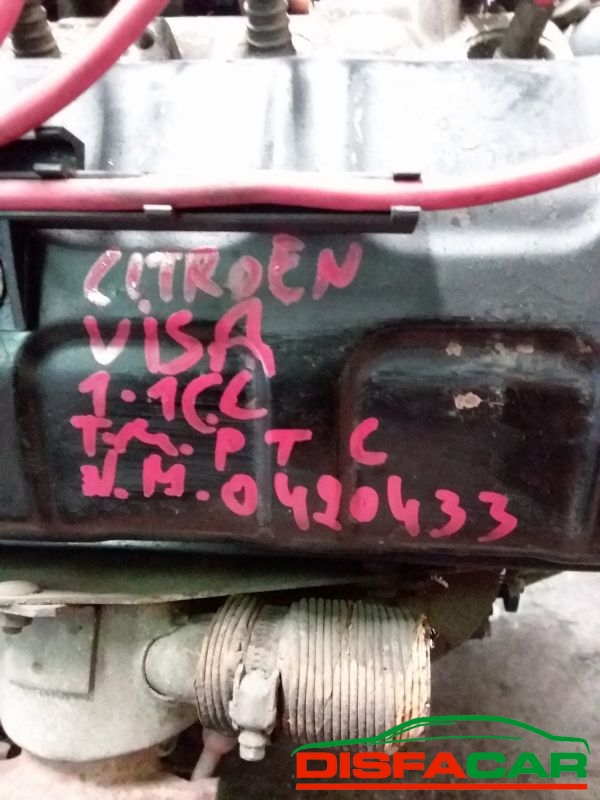 CITROEN
VISA
1.1CC
T.M. P T C
N.M. 0420433
DISFACAR